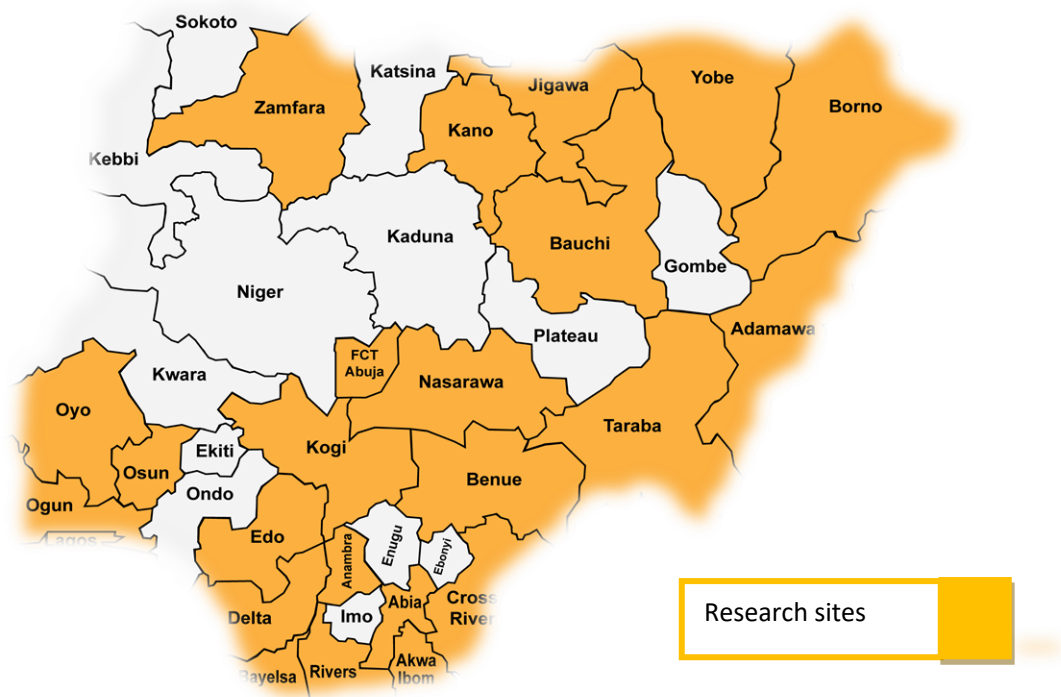 Sokoto
Katsina
Jigawa
Yobe
Borno
Zamfara
Kano
Kebbi
Kaduna
Bauchi
Gombe
Niger
Plateau
Adamawa
FCT
Abuja
Kwara
Nasarawa
Oyo
Taraba
Kogi
Ekiti
Osun
Benue
Ondo
Ogun
Edo
Lagos
Anambra
Enugu
Ebonyi
Delta
Imo
Abia
Cross
River
Research sites
Bayelsa
Rivers
Akwa
Ibom